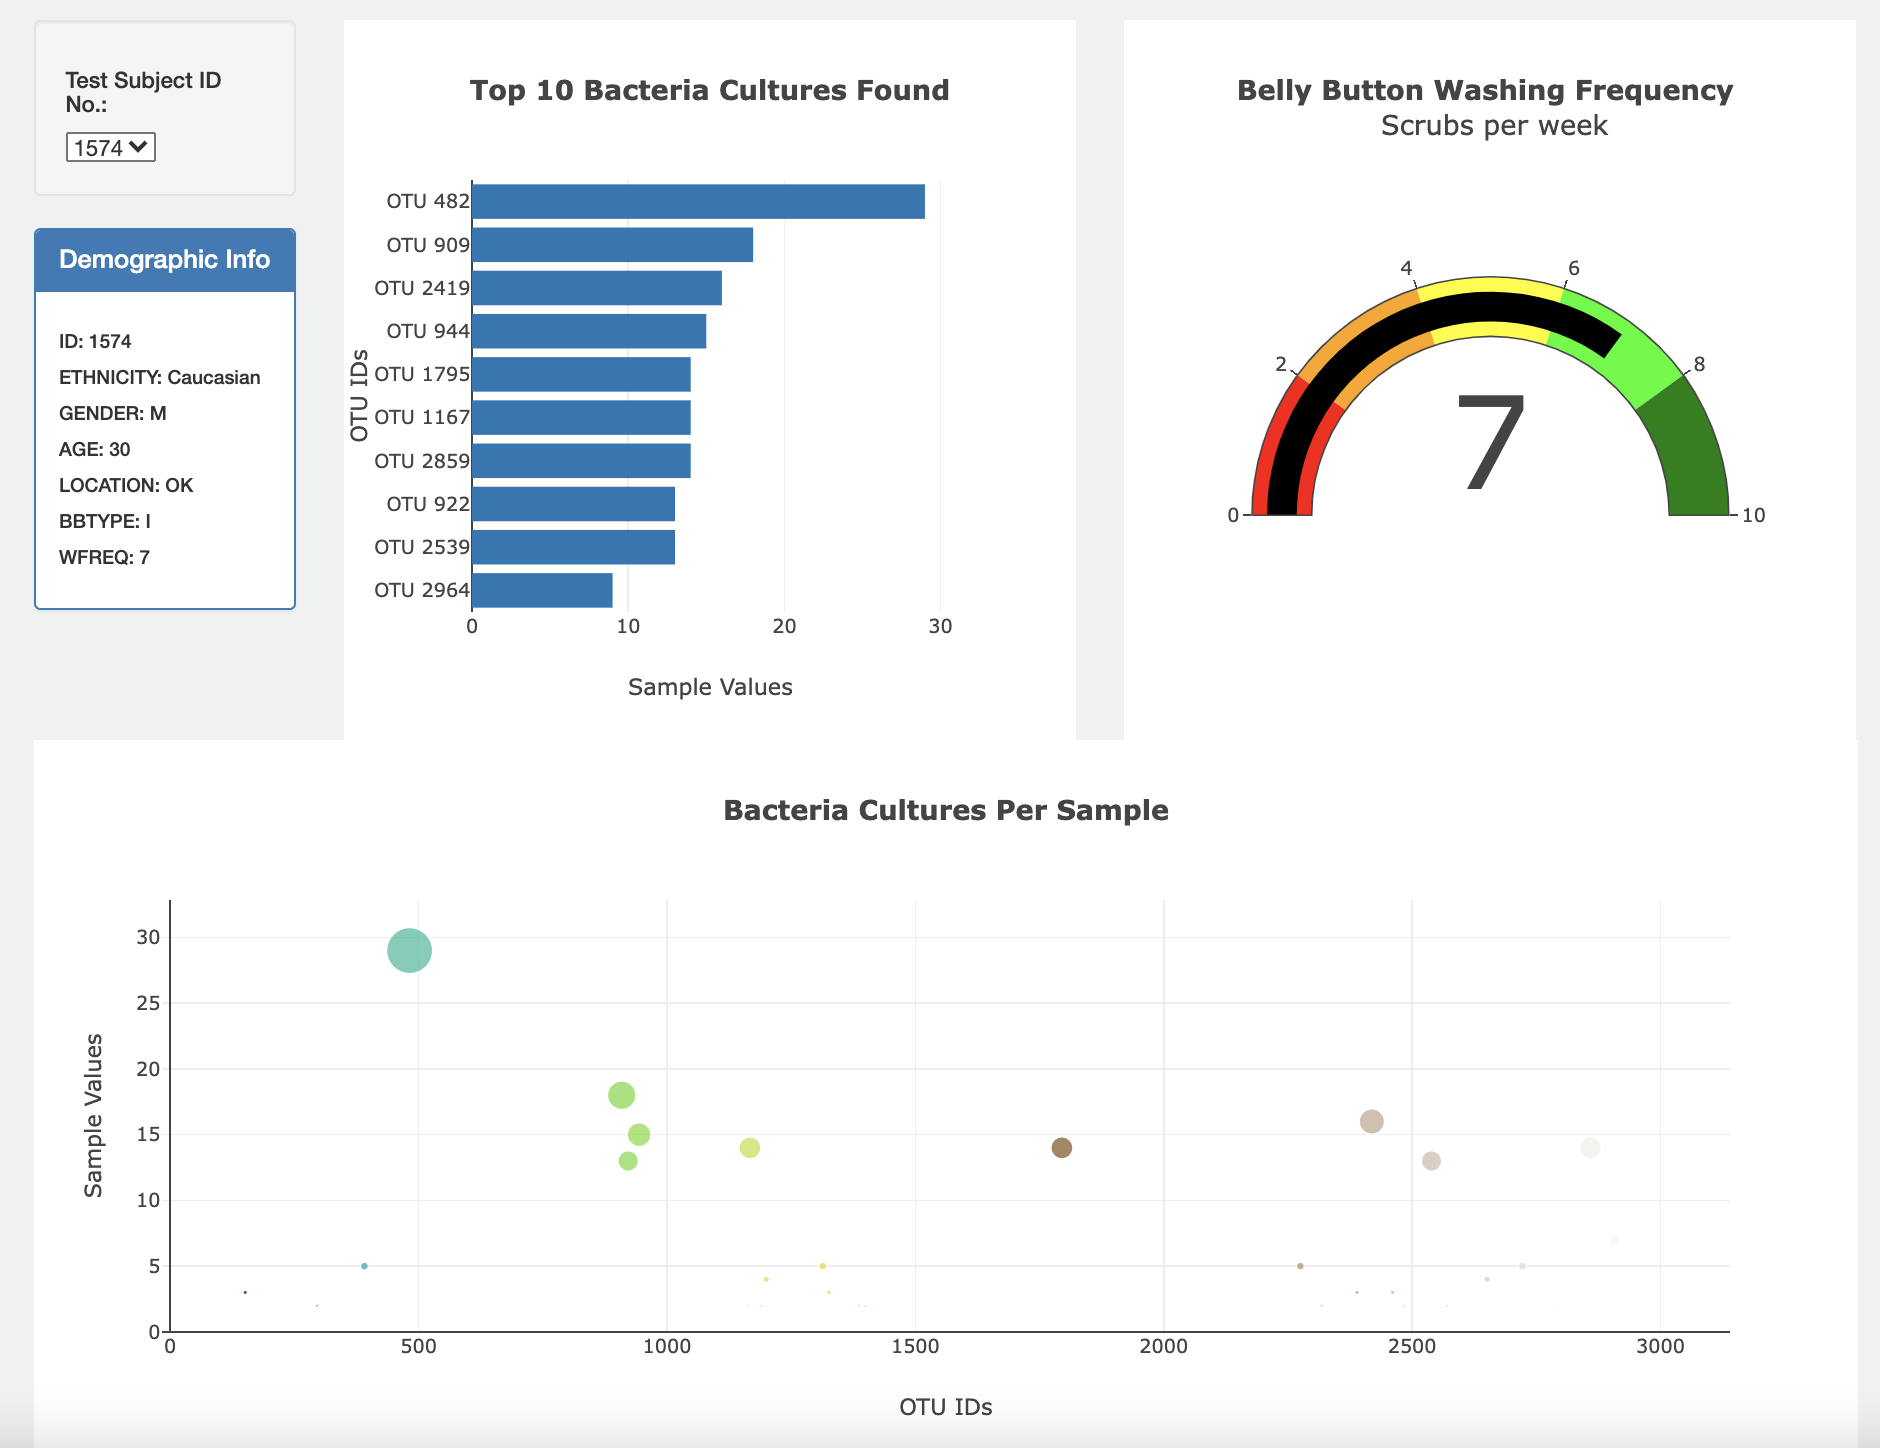 Test Subject ID
No.:
1574
Demographic Info
ID: 1574
ETHNICITY: Caucasian
GENDER: M
AGE: 30
LOCATION: OK
BBTYPE: I
WFREQ: 7
Top 10 Bacteria Cultures Found
OTU IDs
OTU 482
OTU 909
OTU 2419
OTU 944
OTU 1795
OTU 1167
OTU 2859
OTU 922
OTU 2539
OTU 2964
0 10 20 30
Sample Values
Belly Button Washing Frequency
Scrubs per week
0 2 4 6 8 10
7
Bacteria Cultures Per Sample
Sample Values
30
25
20
15
10
5
0
0 500 1000 1500 2000 2500 3000
OTU IDs